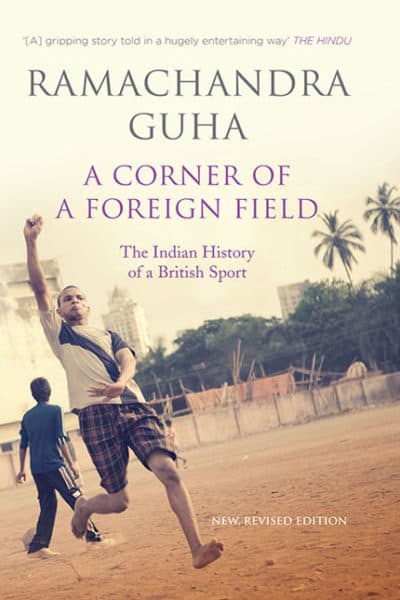 '[A] gripping story told in a hugely entertaining way' THE HINDU
RAMACHANDRA
GUHA
A CORNER OF
A FOREIGN FIELD
The Indian History
of a British Sport
NEW, REVISED EDITION